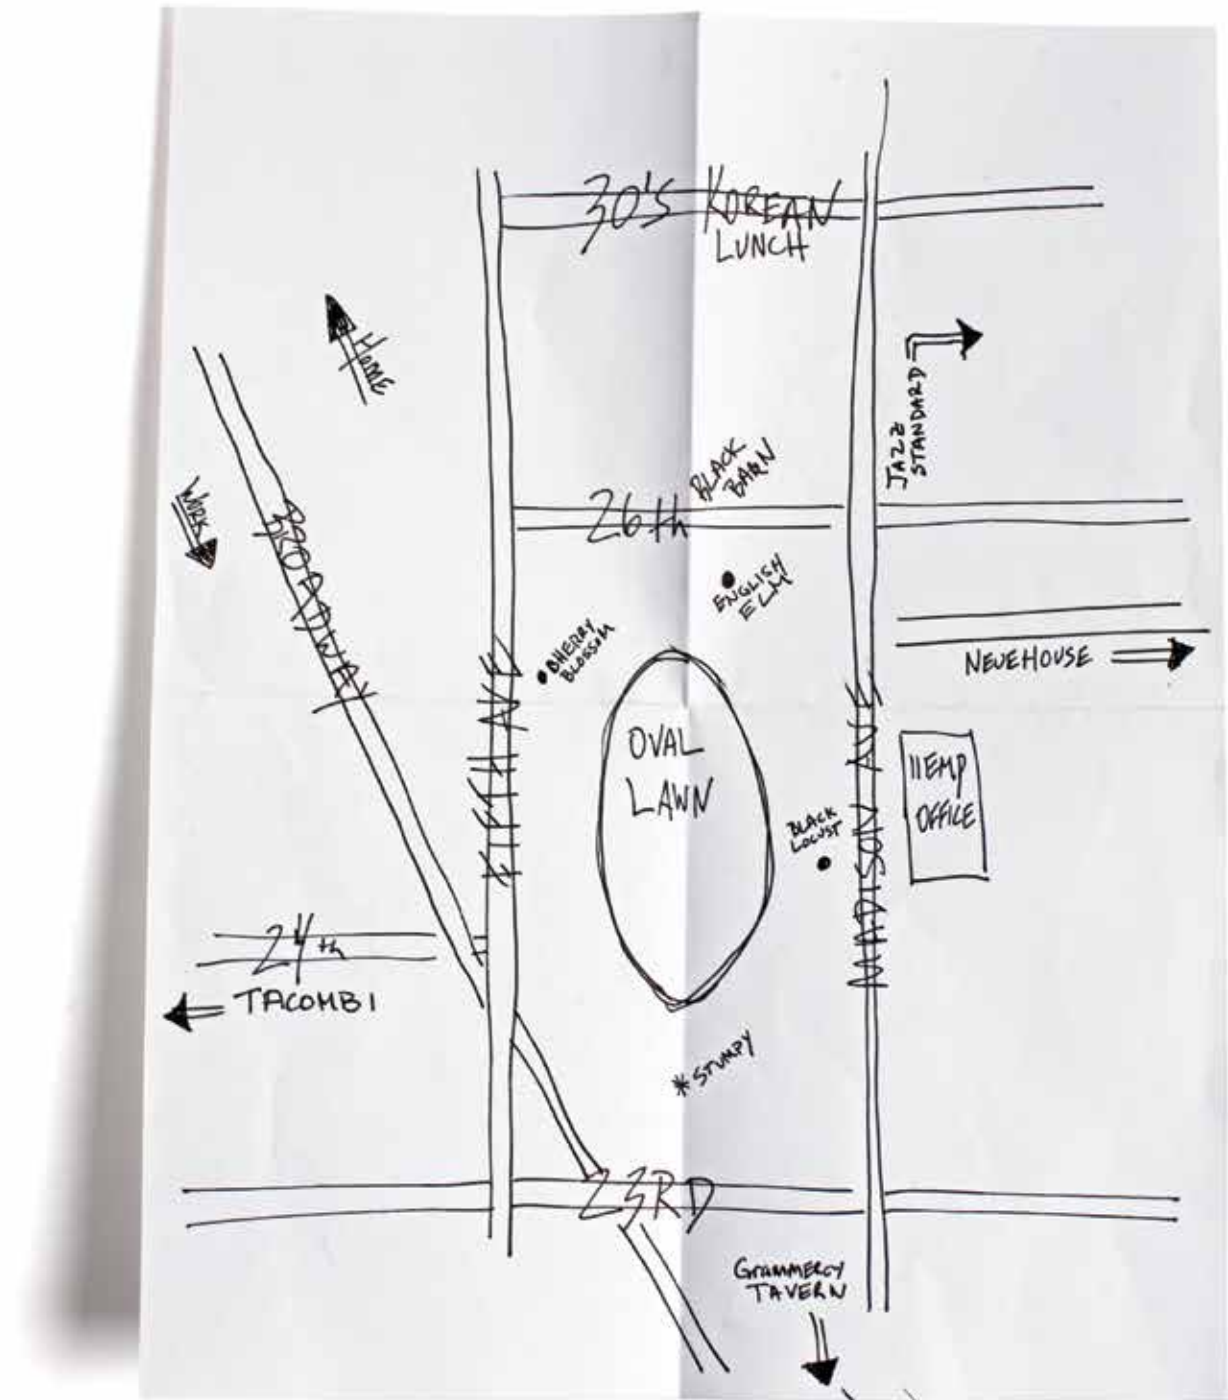 30'S KOREAN
LUNCH
HOME
JAZZ
STANDARD
BLACK
BARN
26th
WORK
BROADWAY
ENGLISH
ELM
CHERRY
BLOSSOM
NEUEHOUSE
FIFTH AVE
OVAL
LAWN
MADISON AVE
11 EMP
OFFICE
BLACK
LOCUST
24th
TACOMBI
* STUMPY
23RD
GRAMMERCY
TAVERN